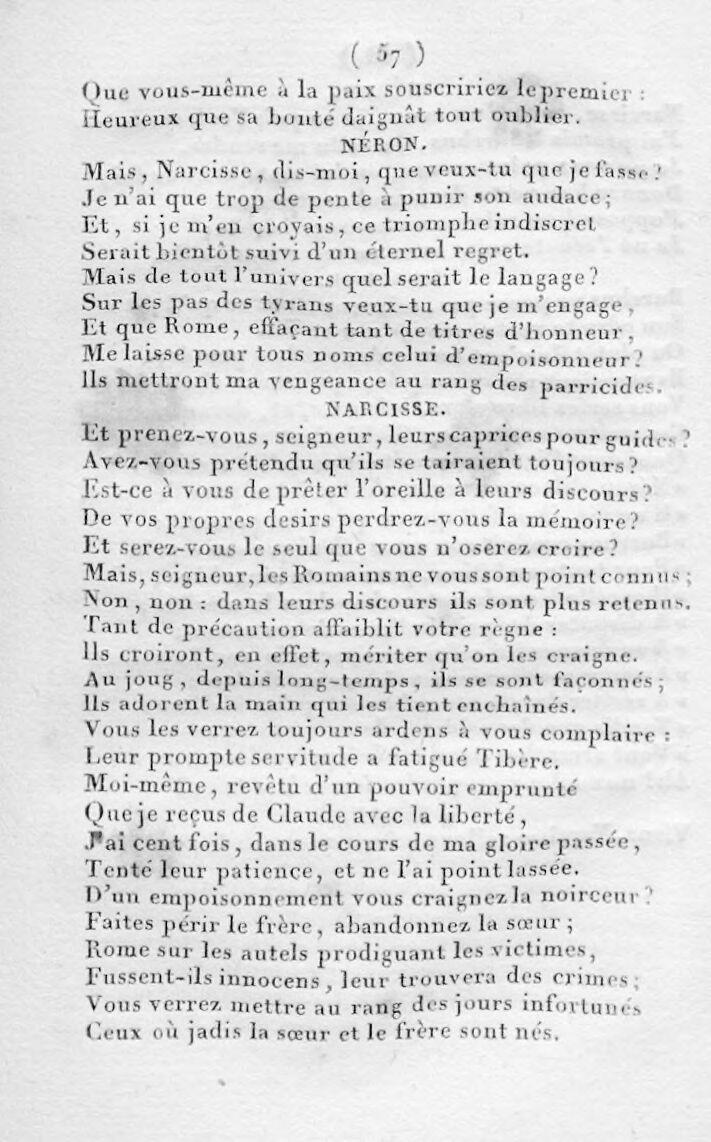 ( 57 )
Que vous-même à la paix souscririez le premier :
Heureux que sa bonté daignât tout oublier.
NÉRON.
Mais, Narcisse, dis-moi, que veux-tu que je fasse ?
Je n'ai que trop de pente à punir son audace;
Et, si je m'en croyais, ce triomphe indiscret
Serait bientôt suivi d'un éternel regret.
Mais de tout l'univers quel serait le langage ?
Sur les pas des tyrans veux-tu que je m'engage,
Et que Rome, effaçant tant de titres d'honneur,
Me laisse pour tous noms celui d'empoisonneur ?
Ils mettront ma vengeance au rang des parricides.
NARCISSE.
Et prenez-vous, seigneur, leurs caprices pour guides ?
Avez-vous prétendu qu'ils se tairaient toujours ?
Est-ce à vous de prêter l'oreille à leurs discours ?
De vos propres desirs perdrez-vous la mémoire ?
Et serez-vous le seul que vous n'oserez croire ?
Mais, seigneur, les Romains ne vous sont point connus ;
Non, non : dans leurs discours ils sont plus retenus.
Tant de précaution affaiblit votre règne :
Ils croiront, en effet, mériter qu'on les craigne.
Au joug, depuis long-temps, ils se sont façonnés ;
Ils adorent la main qui les tient enchaînés.
Vous les verrez toujours ardens à vous complaire :
Leur prompte servitude a fatigué Tibère.
Moi-même, revêtu d'un pouvoir emprunté
Que je reçus de Claude avec la liberté,
J'ai cent fois, dans le cours de ma gloire passée,
Tenté leur patience, et ne l'ai point lassée.
D'un empoisonnement vous craignez la noirceur ?
Faites périr le frère, abandonnez la sœur ;
Rome sur les autels prodiguant les victimes,
Fussent-ils innocens, leur trouvera des crimes ;
Vous verrez mettre au rang des jours infortunés
Ceux où jadis la sœur et le frère sont nés.